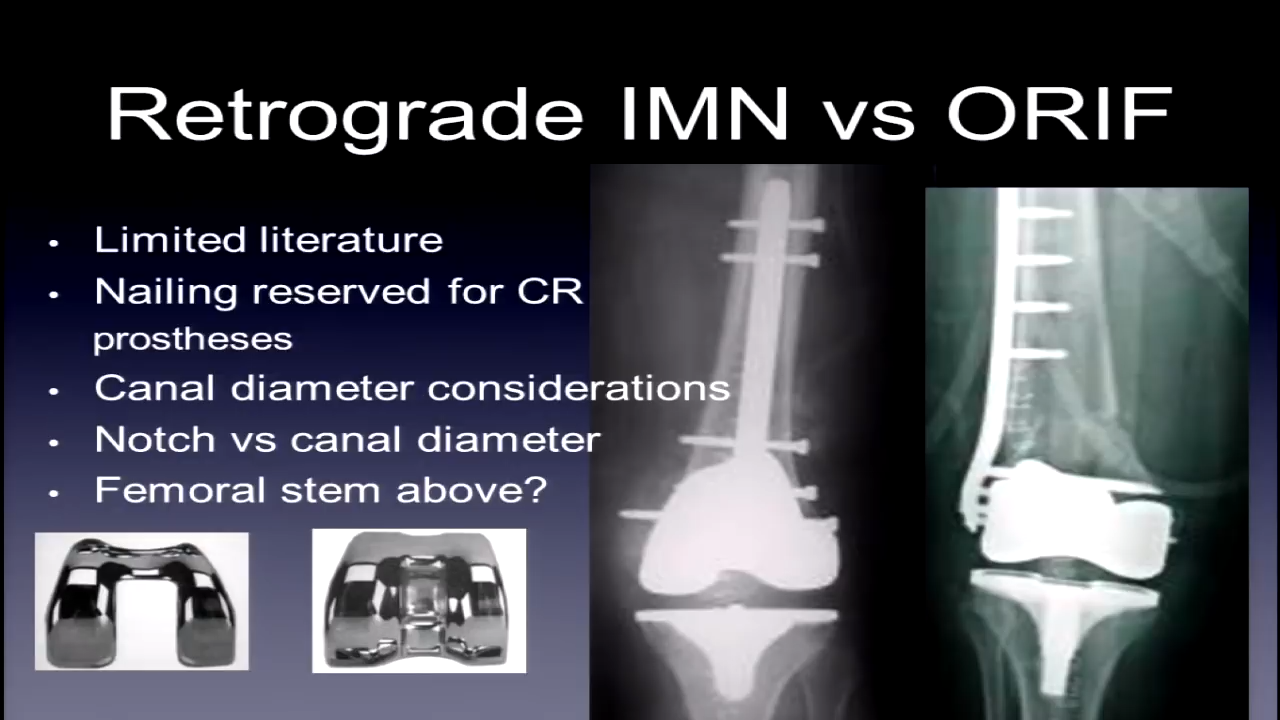 Retrograde IMN vs ORIF
• Limited literature
• Nailing reserved for CR
prostheses
• Canal diameter considerations
• Notch vs canal diameter
• Femoral stem above?